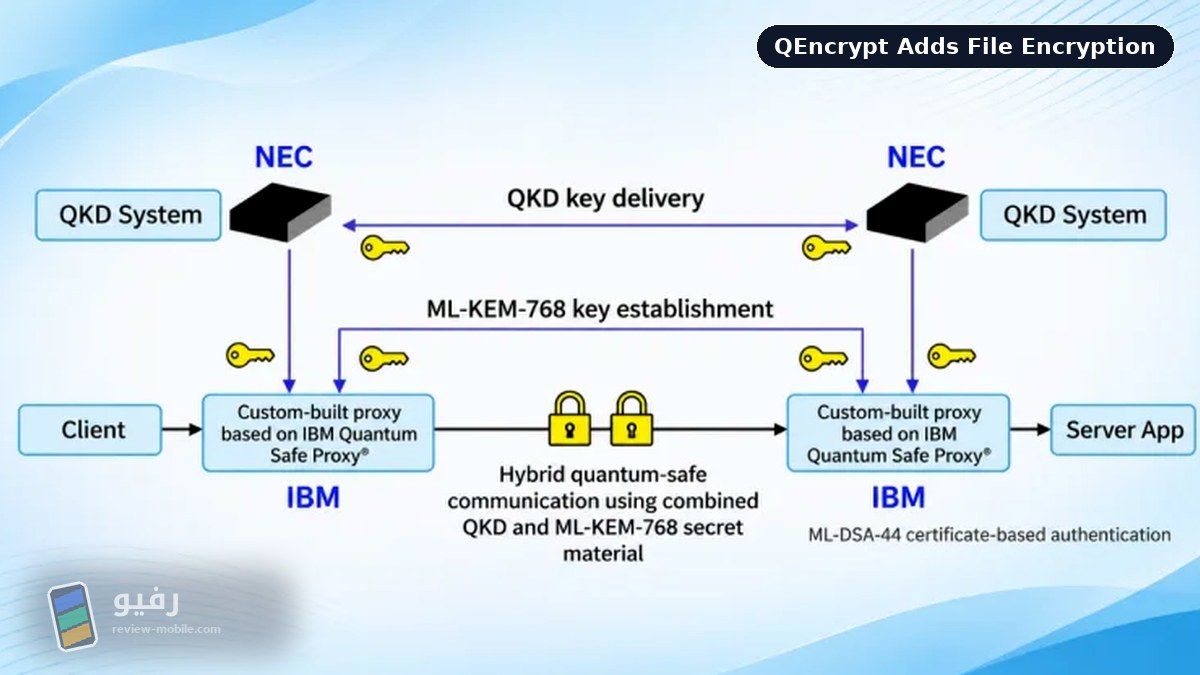 QEncrypt Adds File Encryption
NEC
NEC
QKD System
QKD key delivery
QKD System
ML-KEM-768 key establishment
Client
Custom-built proxy
based on IBM Quantum
Safe Proxy®
Custom-built proxy
based on IBM
Quantum Safe Proxy®
Server App
IBM
Hybrid quantum-safe
communication using combined
QKD and ML-KEM-768 secret
material
IBM
ML-DSA-44 certificate-based authentication
رفيو
review-mobile.com